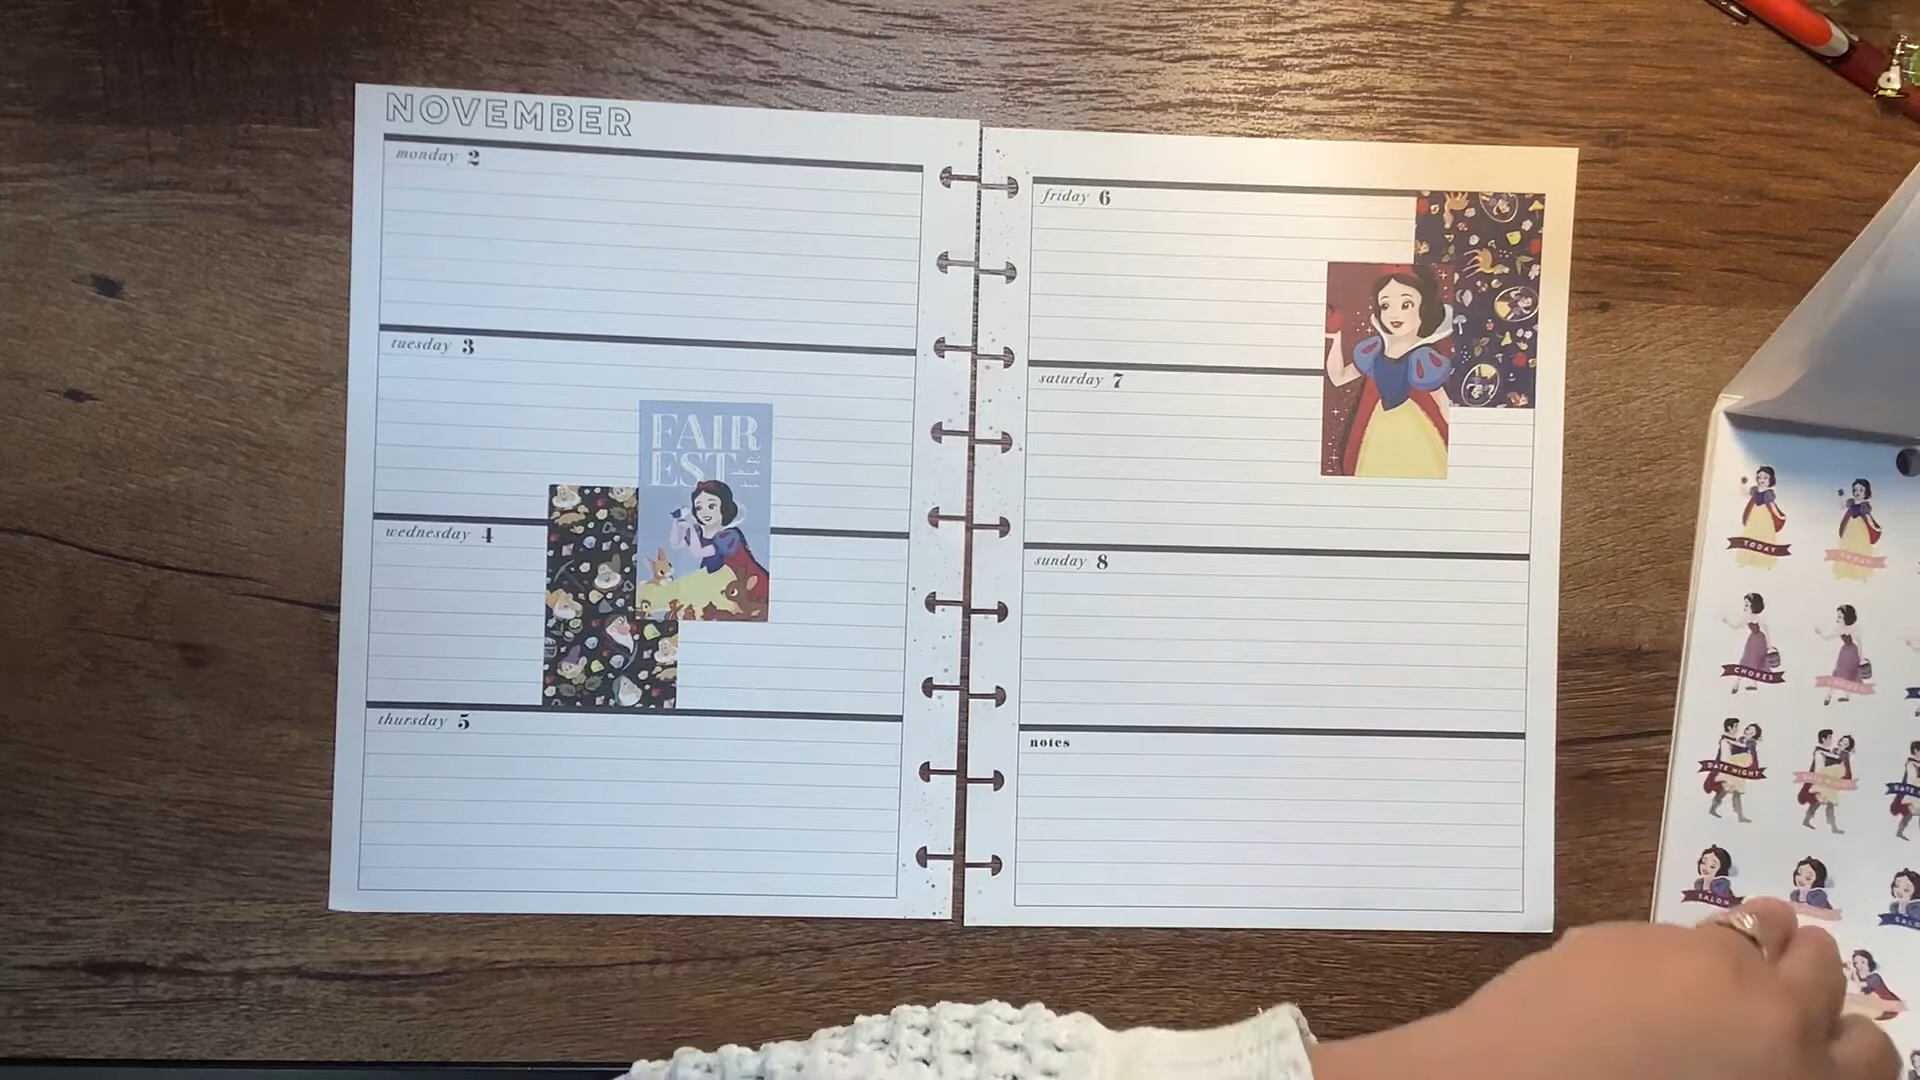 NOVEMBER
monday 2
tuesday 3
wednesday 4
thursday 5
FAIR
EST
friday 6
saturday 7
sunday 8
notes
TODAY
CHORES
DATE NIGHT
SALON